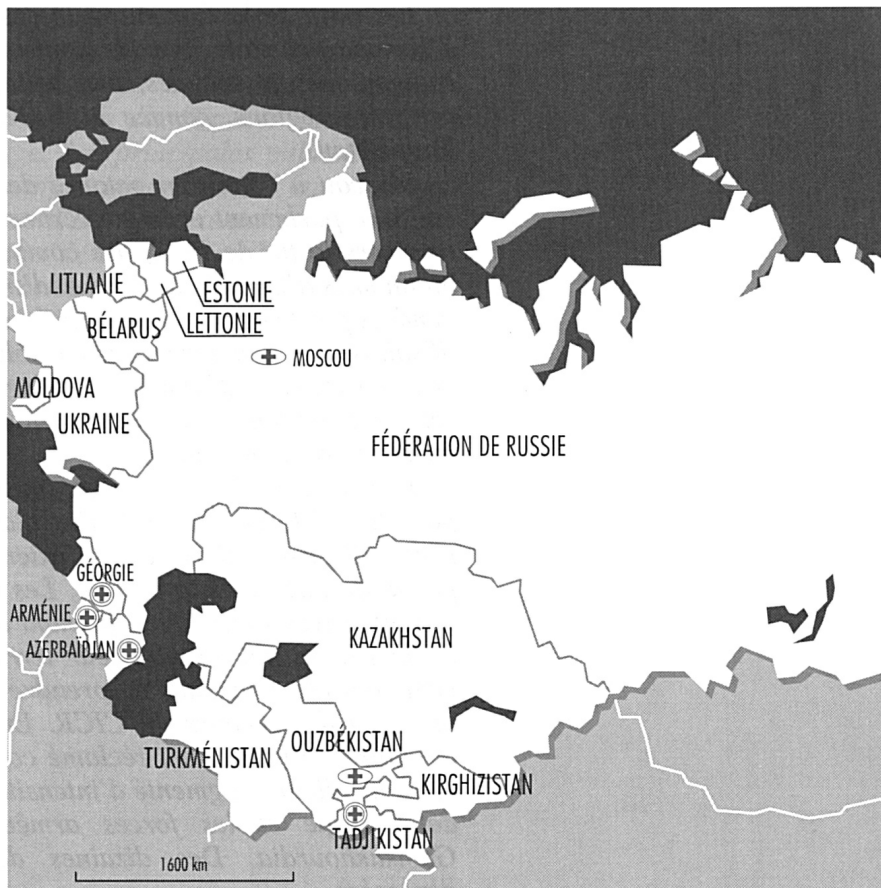 LITUANIE
ESTONIE
LETTONIE
BÉLARUS
MOSCOU
MOLDOVA
UKRAINE
FÉDÉRATION DE RUSSIE
GÉORGIE
ARMÉNIE
AZERBAÏDJAN
KAZAKHSTAN
OUZBÉKISTAN
TURKMÉNISTAN
KIRGHIZISTAN
TADJIKISTAN
1600 km